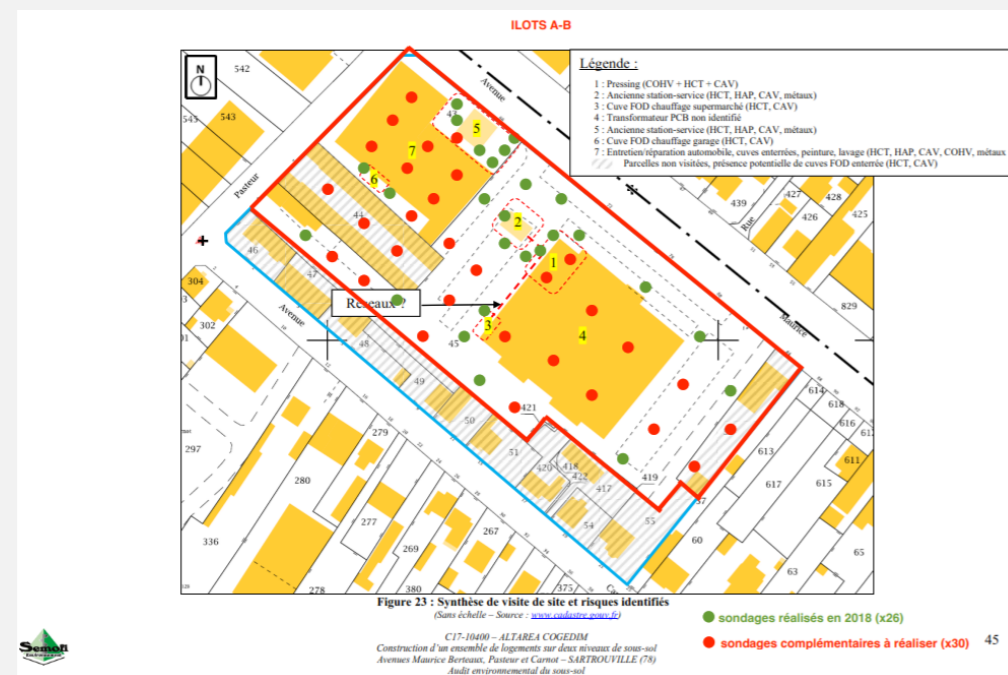 ILOTS A-B
N
Légende :
1 : Pressing (COHV + HCT + CAV)
2 : Ancienne station-service (HCT, HAP, CAV, métaux)
3 : Cuve FOD chauffage supermarché (HCT, CAV)
4 : Transformateur PCB non identifié
5 : Ancienne station-service (HCT, HAP, CAV, métaux)
6 : Cuve FOD chauffage garage (HCT, CAV)
7 : Entretien/réparation automobile, cuves enterrées, peinture, lavage (HCT, HAP, CAV, COHV, métaux
Parcelles non visitées, présence potentielle de cuves FOD enterrée (HCT, CAV)
542
543
545
43
5
7
6
Avenue
Pasteur
44
2
1
439
427
428
426
425
Rue
46
47
304
302
Avenue
Réseaux ?
3
4
45
48
49
50
51
421
420
418
422
417
419
54
55
Maurice
829
614
618
616
613
611
617
615
297
279
280
277
336
269
267
278
380
375
60
63
65
Figure 23 : Synthèse de visite de site et risques identifiés
(Sans échelle – Source : www.cadastre.gouv.fr)
sondages réalisés en 2018 (x26)
sondages complémentaires à réaliser (x30)
45
C17-10400 – ALTAREA COGEDIM
Construction d'un ensemble de logements sur deux niveaux de sous-sol
Avenues Maurice Berteaux, Pasteur et Carnot – SARTROUVILLE (78)
Audit environnemental du sous-sol
Semofi